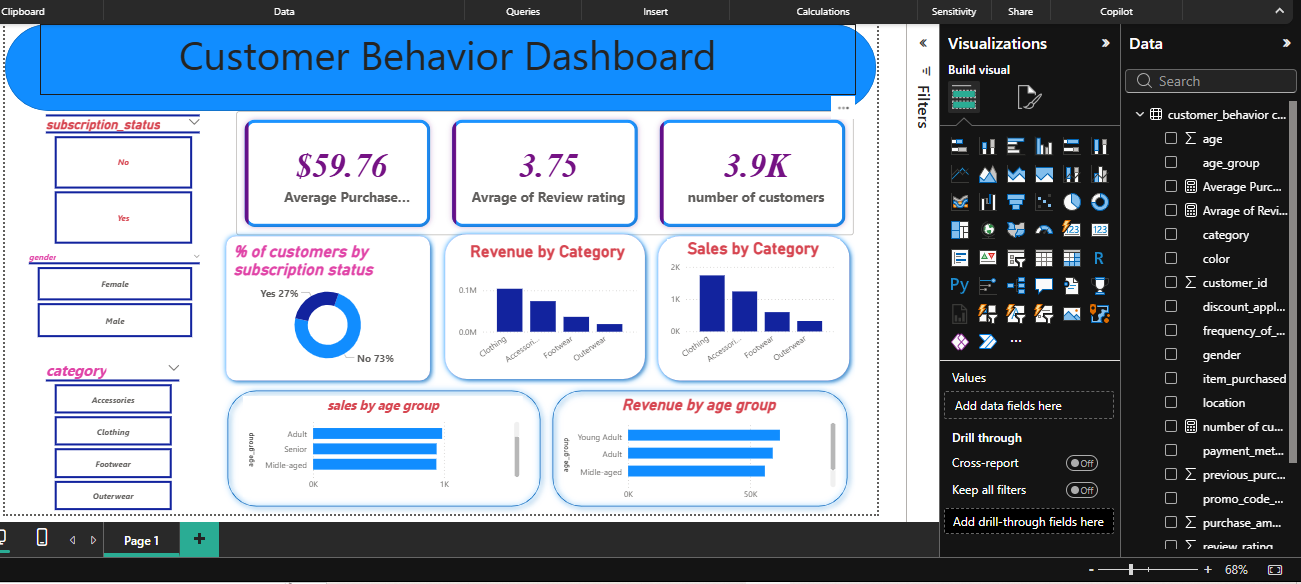 Clipboard
Data
Queries
Insert
Calculations
Sensitivity
Share
Copilot
Customer Behavior Dashboard
subscription_status
No
Yes
gender
Female
Male
category
Accessories
Clothing
Footwear
Outerwear
$59.76
Average Purchase...
3.75
Avrage of Review rating
3.9K
number of customers
% of customers by
subscription status
Yes 27%
No 73%
Revenue by Category
0.1M
0.0M
Clothing
Accessori...
Footwear
Outerwear
Sales by Category
2K
1K
0K
Clothing
Accessori...
Footwear
Outerwear
sales by age group
age_group
Adult
Senior
Midle-aged
0K
1K
Revenue by age group
age_group
Young Adult
Adult
Midle-aged
0K
50K
Filters
Visualizations
Build visual
123
123
R
Py
...
Values
Add data fields here
Drill through
Cross-report
Off
Keep all filters
Off
Add drill-through fields here
Data
Search
customer_behavior c...
age
age_group
Average Purc...
Avrage of Revi...
category
color
customer_id
discount_appl...
frequency_of_...
gender
item_purchased
location
number of cu...
payment_met...
previous_purc...
promo_code_...
purchase_am...
review_rating
Page 1
+
- + 68%